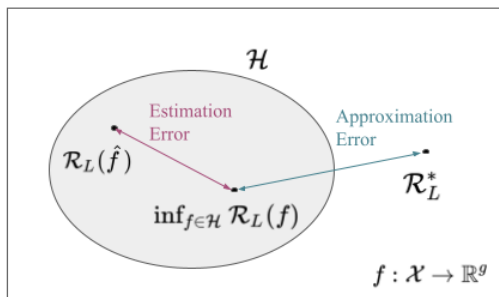 ℋ
Estimation
Error
Approximation
Error
ℛ_L(f̂)
ℛ*_L
inf_{f∈ℋ} ℛ_L(f)
f : 𝒳 → ℝ^g